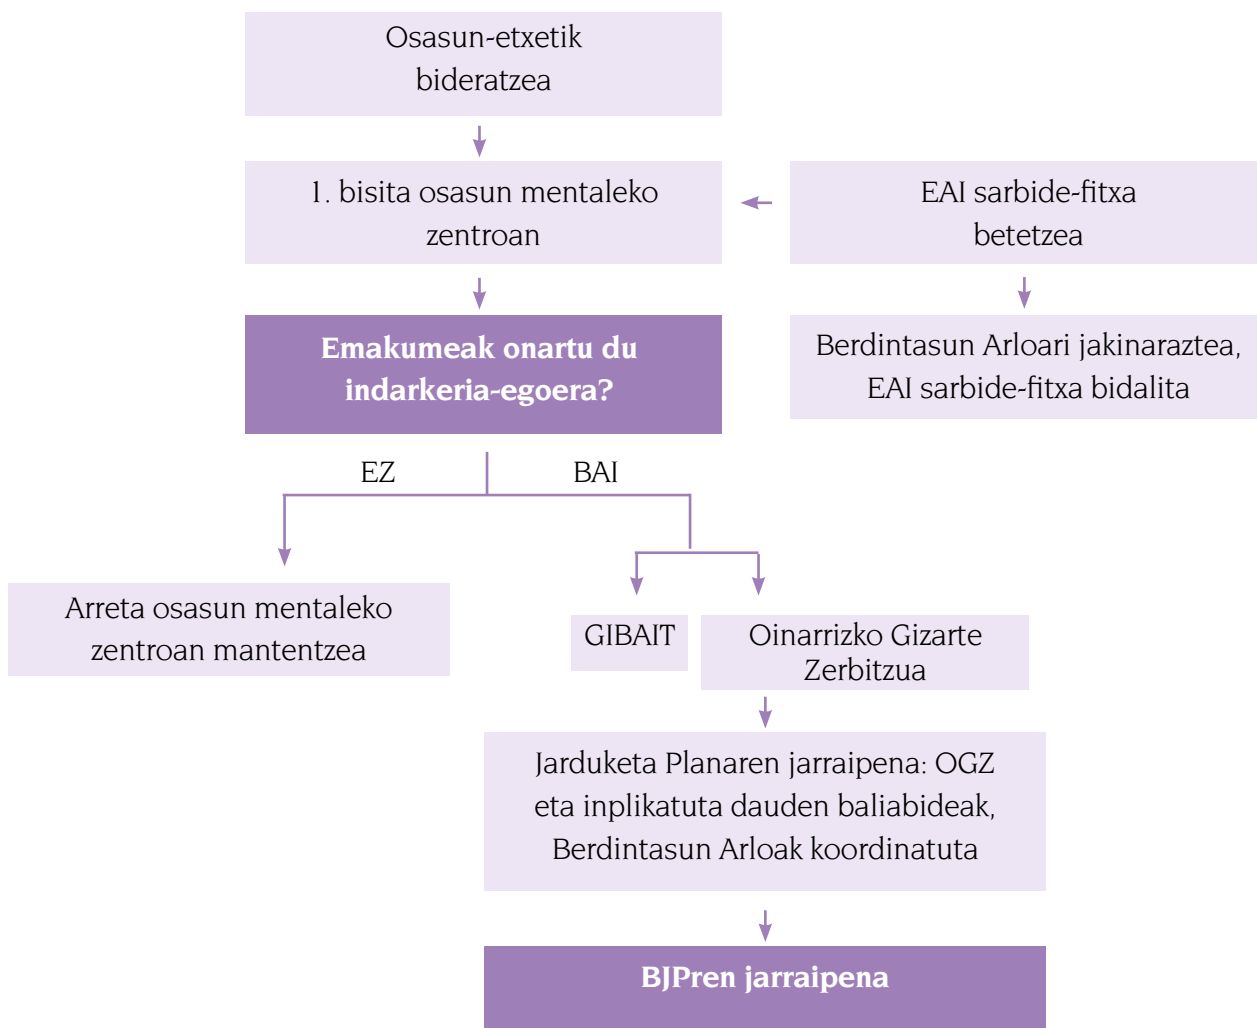 Osasun-etxetik
bideratzea
1. bisita osasun mentaleko
zentroan
EAI sarbide-fitxa
betetzea
Emakumeak onartu du
indarkeria-egoera?
Berdintasun Arloari jakinaraztea,
EAI sarbide-fitxa bidalita
EZ
BAI
Arreta osasun mentaleko
zentroan mantentzea
GIBAIT
Oinarrizko Gizarte
Zerbitzua
Jarduketa Planaren jarraipena: OGZ
eta inplikatuta dauden baliabideak,
Berdintasun Arloak koordinatuta
BJPren jarraipena